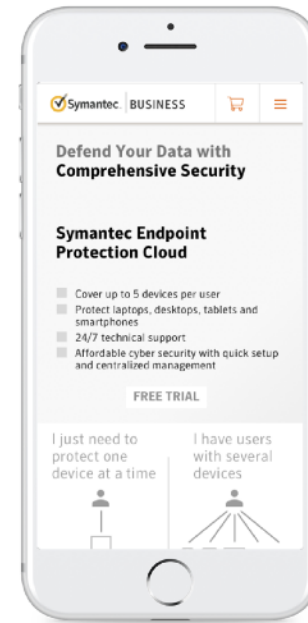 Symantec. BUSINESS
Defend Your Data with
Comprehensive Security
Symantec Endpoint
Protection Cloud
Cover up to 5 devices per user
Protect laptops, desktops, tablets and
smartphones
24/7 technical support
Affordable cyber security with quick setup
and centralized management
FREE TRIAL
I just need to
protect one
device at a time
I have users
with several
devices